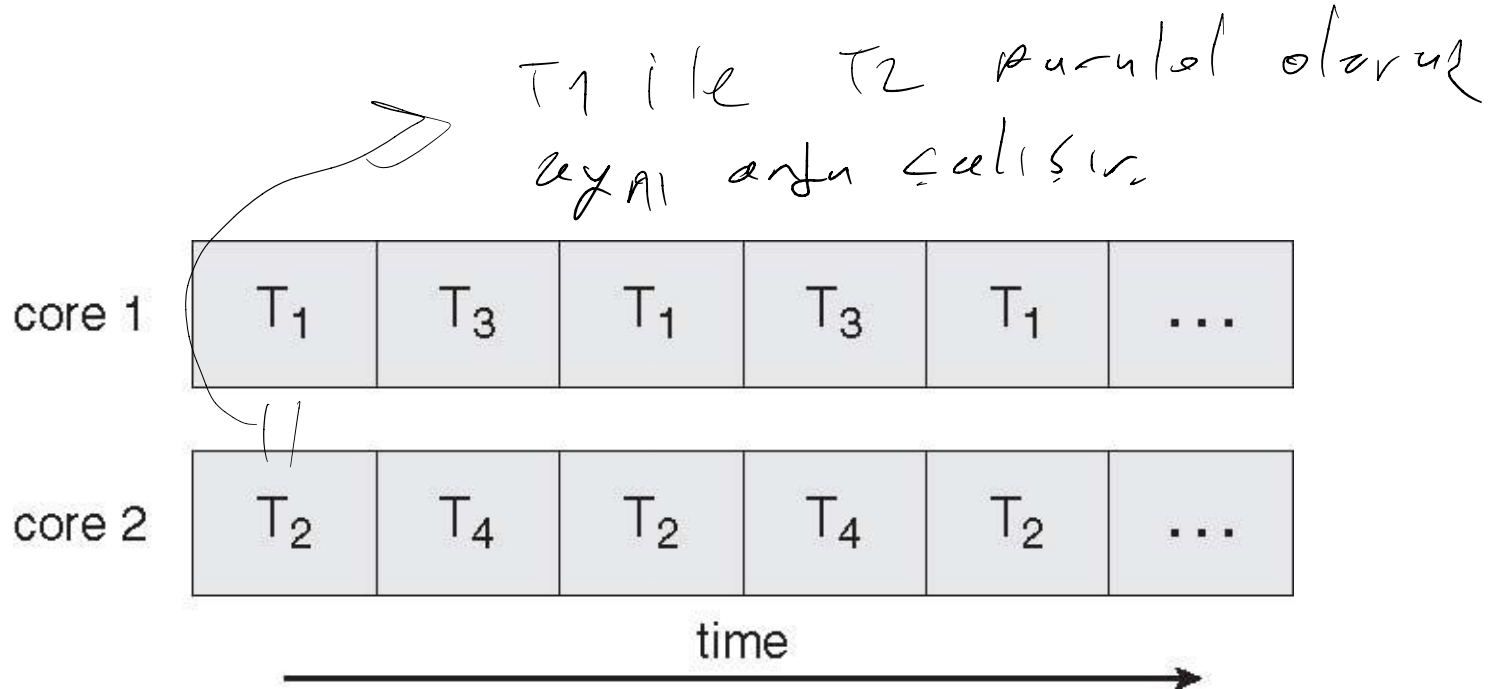 T1 ile T2 paralel olarak
aynı anda çalışır.
core 1 T₁ T₃ T₁ T₃ T₁ ...
core 2 T₂ T₄ T₂ T₄ T₂ ...
time